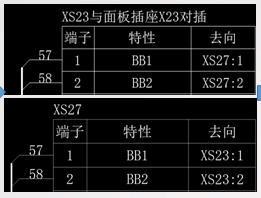 XS23与面板插座X23对插
端子 特性 去向
57 1 BB1 XS27:1
58 2 BB2 XS27:2
XS27
端子 特性 去向
57 1 BB1 XS23:1
58 2 BB2 XS23:2